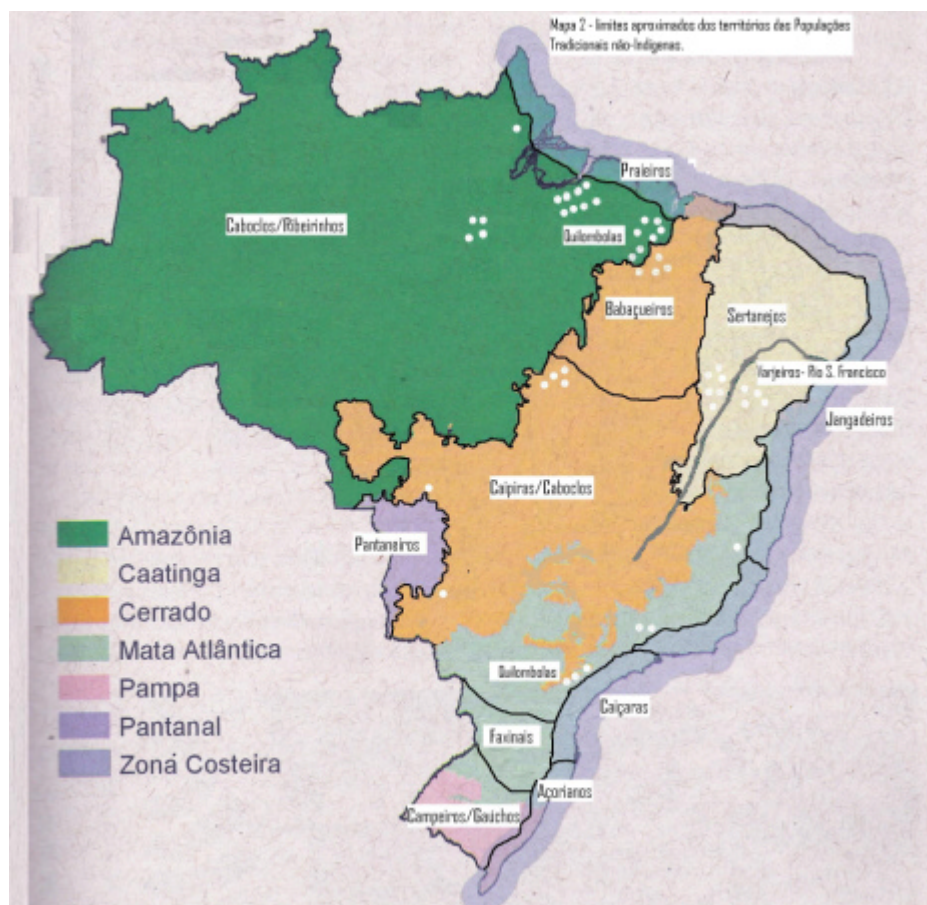 Mapa 2 - limites aproximados dos territórios das Populações
Tradicionais não-Indígenas.
Praieiros
Caboclos/Ribeirinhos
Quilombolas
Babaçueiros
Sertanejos
Varjeiros- Rio S. Francisco
Jangadeiros
Caipiras/Caboclos
Pantaneiros
Quilombolas
Caiçaras
Faxinais
Açorianos
Campeiros/Gaúchos
Amazônia
Caatinga
Cerrado
Mata Atlântica
Pampa
Pantanal
Zona Costeira